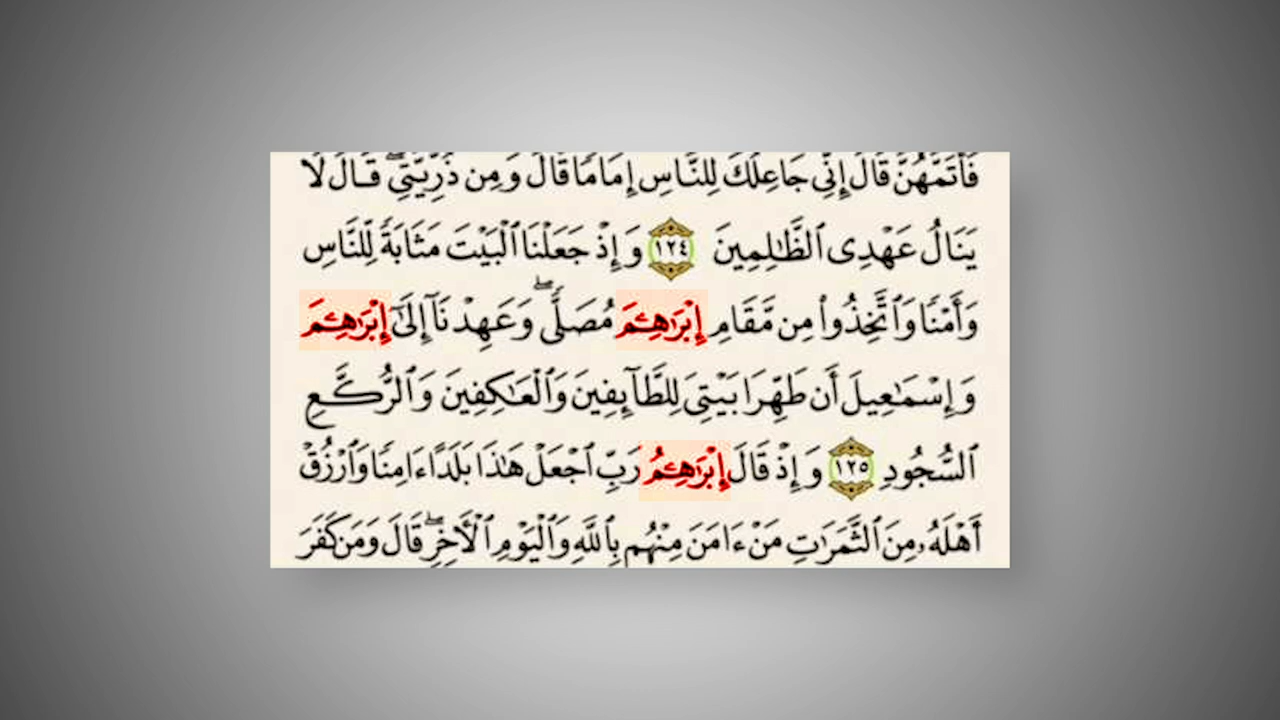 فَأَتَمَّهُنَّ قَالَ إِنِّي جَاعِلُكَ لِلنَّاسِ إِمَامًا قَالَ وَمِن ذُرِّيَّتِي ۖ قَالَ لَا
يَنَالُ عَهْدِى ٱلظَّـٰلِمِينَ ١٢٤ وَإِذْ جَعَلْنَا ٱلْبَيْتَ مَثَابَةً لِّلنَّاسِ
وَأَمْنًا وَٱتَّخِذُوا۟ مِن مَّقَامِ إِبْرَٰهِـۧمَ مُصَلًّى ۖ وَعَهِدْنَآ إِلَىٰٓ إِبْرَٰهِـۧمَ
وَإِسْمَـٰعِيلَ أَن طَهِّرَا بَيْتِىَ لِلطَّآئِفِينَ وَٱلْعَـٰكِفِينَ وَٱلرُّكَّعِ
ٱلسُّجُودِ ١٢٥ وَإِذْ قَالَ إِبْرَٰهِـۧمُ رَبِّ ٱجْعَلْ هَـٰذَا بَلَدًا ءَامِنًا وَٱرْزُقْ
أَهْلَهُۥ مِنَ ٱلثَّمَرَٰتِ مَنْ ءَامَنَ مِنْهُم بِٱللَّهِ وَٱلْيَوْمِ ٱلْـَٔاخِرِ ۖ قَالَ وَمَن كَفَرَ